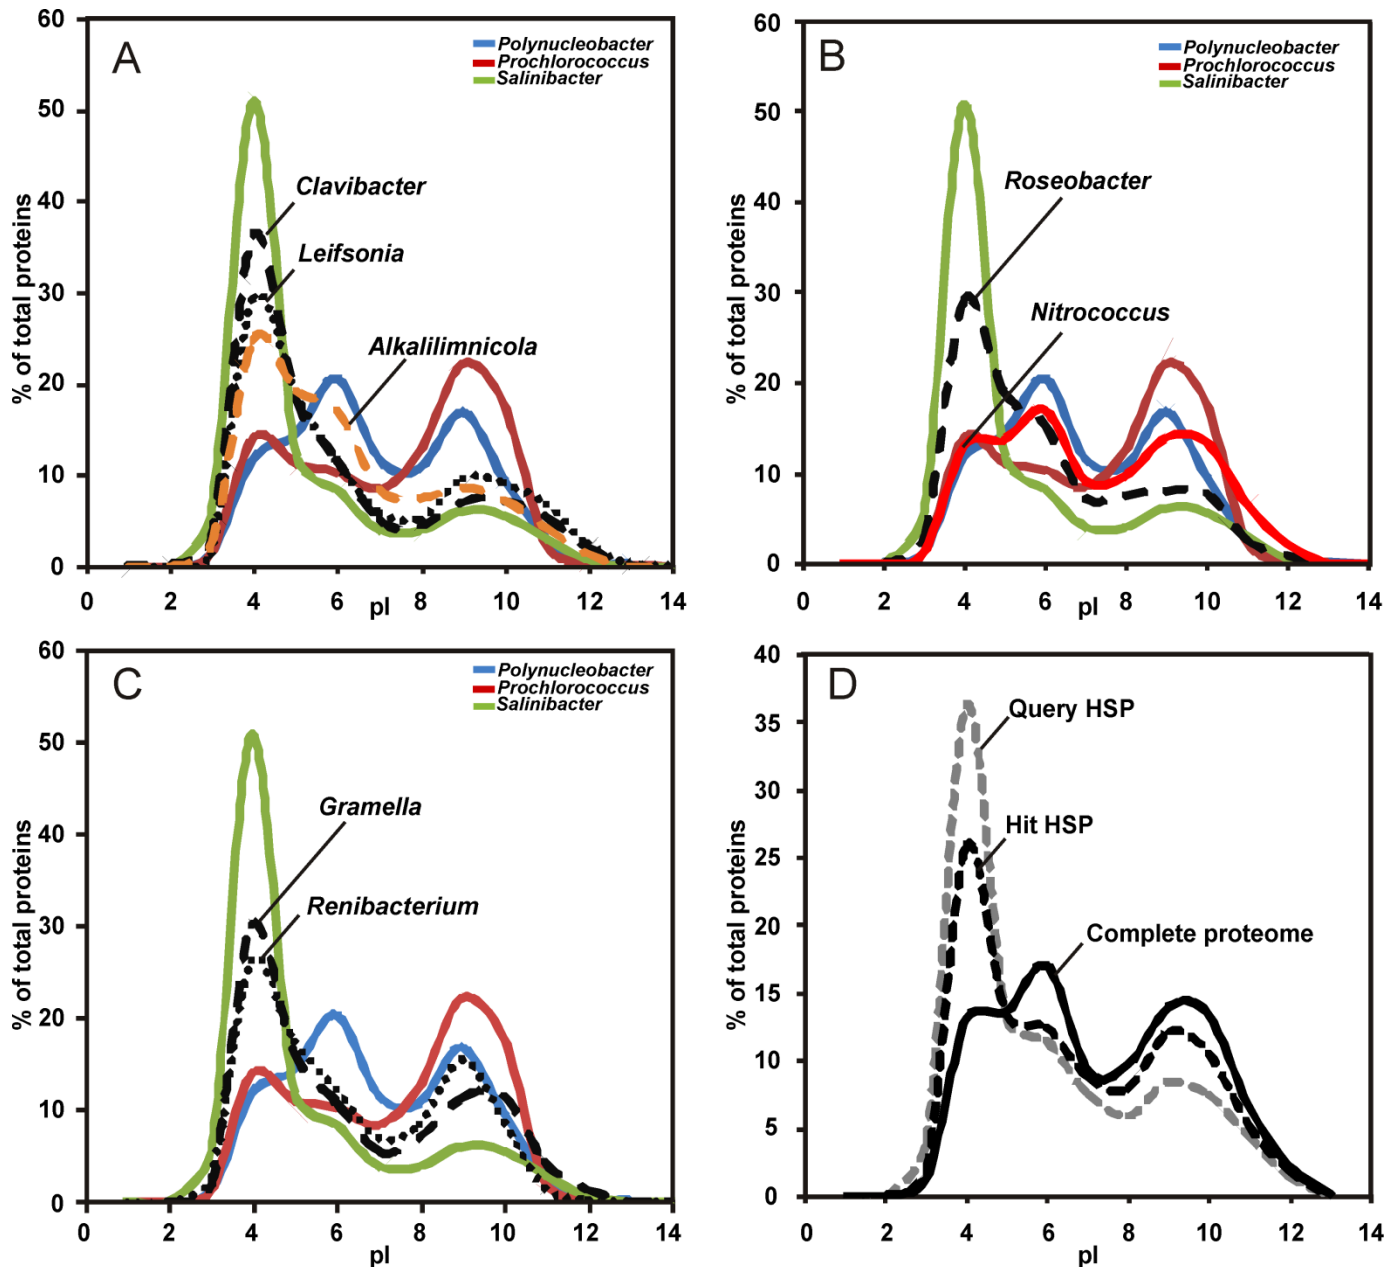 A
Polynucleobacter
Prochlorococcus
Salinibacter
Clavibacter
Leifsonia
Alkalilimnicola
% of total proteins
60
50
40
30
20
10
0
0 2 4 6 8 10 12 14
pI
B
Polynucleobacter
Prochlorococcus
Salinibacter
Roseobacter
Nitrococcus
% of total proteins
60
50
40
30
20
10
0
0 2 4 6 8 10 12 14
pI
C
Polynucleobacter
Prochlorococcus
Salinibacter
Gramella
Renibacterium
% of total proteins
60
50
40
30
20
10
0
0 2 4 6 8 10 12 14
pI
D
Query HSP
Hit HSP
Complete proteome
% of total proteins
40
35
30
25
20
15
10
5
0
0 2 4 6 8 10 12 14
pI